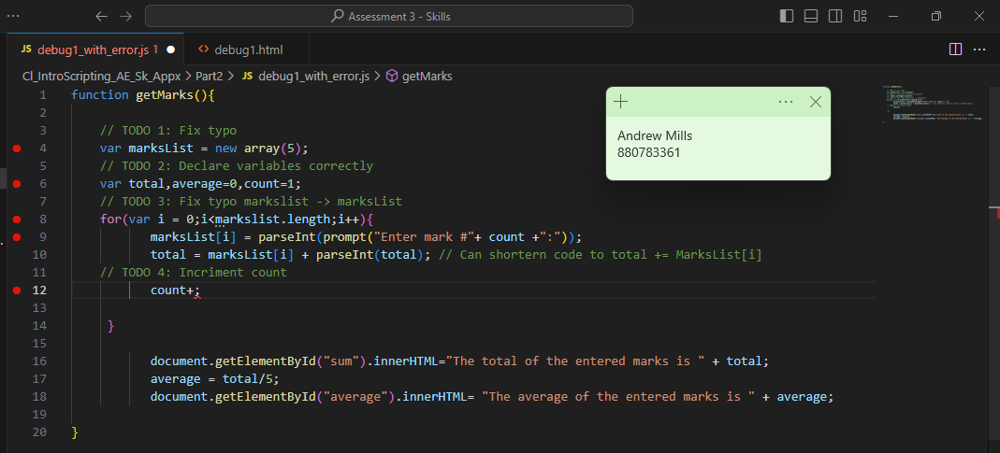 Assessment 3 - Skills
JS debug1_with_error.js 1
<> debug1.html
Cl_IntroScripting_AE_Sk_Appx > Part2 > JS debug1_with_error.js > getMarks
1 function getMarks(){
2
3 // TODO 1: Fix typo
4 var marksList = new array(5);
5 // TODO 2: Declare variables correctly
6 var total,average=0,count=1;
7 // TODO 3: Fix typo markslist -> marksList
8 for(var i = 0;i<markslist.length;i++){
9 marksList[i] = parseInt(prompt("Enter mark #"+ count +":"));
10 total = marksList[i] + parseInt(total); // Can shortern code to total += MarksList[i]
11 // TODO 4: Incriment count
12 count+;
13
14 }
15
16 document.getElementById("sum").innerHTML="The total of the entered marks is " + total;
17 average = total/5;
18 document.getElementById("average").innerHTML= "The average of the entered marks is " + average;
19
20 }
Andrew Mills
880783361